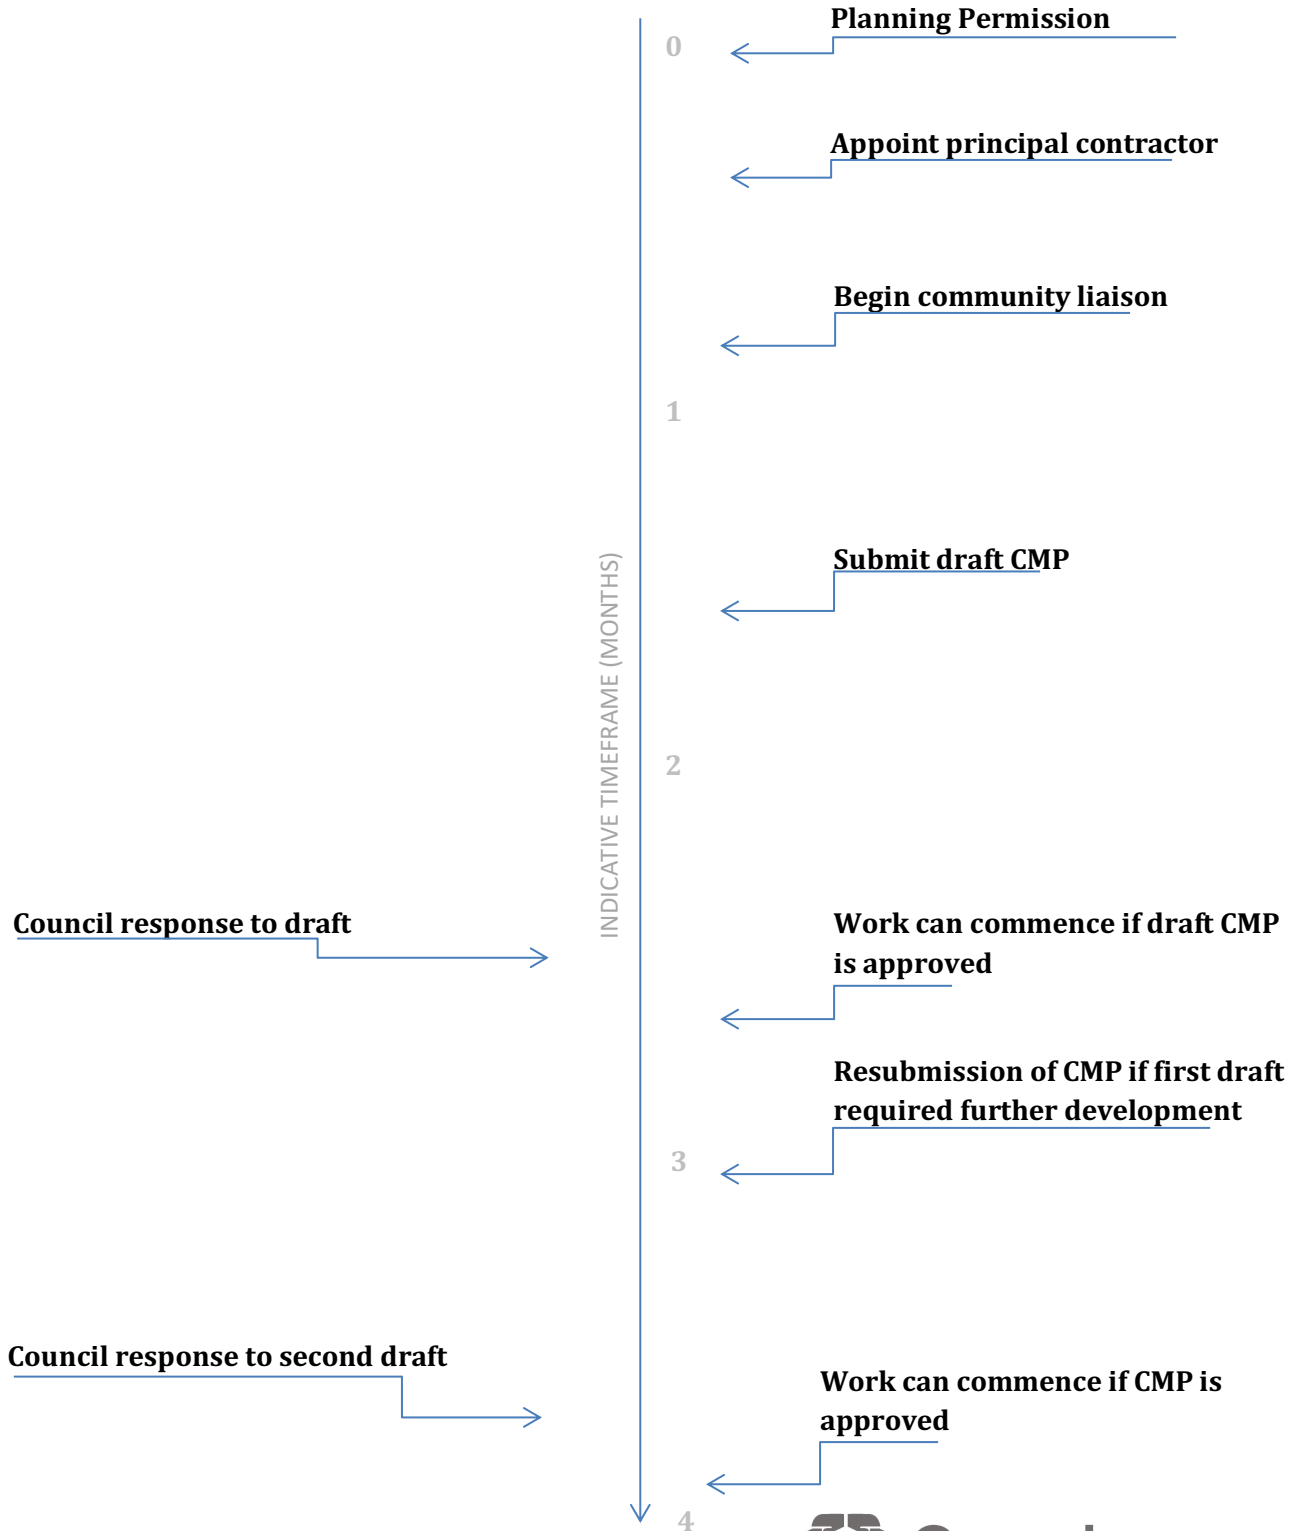 Planning Permission
0
Appoint principal contractor
Begin community liaison
1
Submit draft CMP
INDICATIVE TIMEFRAME (MONTHS)
2
Council response to draft
Work can commence if draft CMP
is approved
Resubmission of CMP if first draft
required further development
3
Council response to second draft
Work can commence if CMP is
approved
4